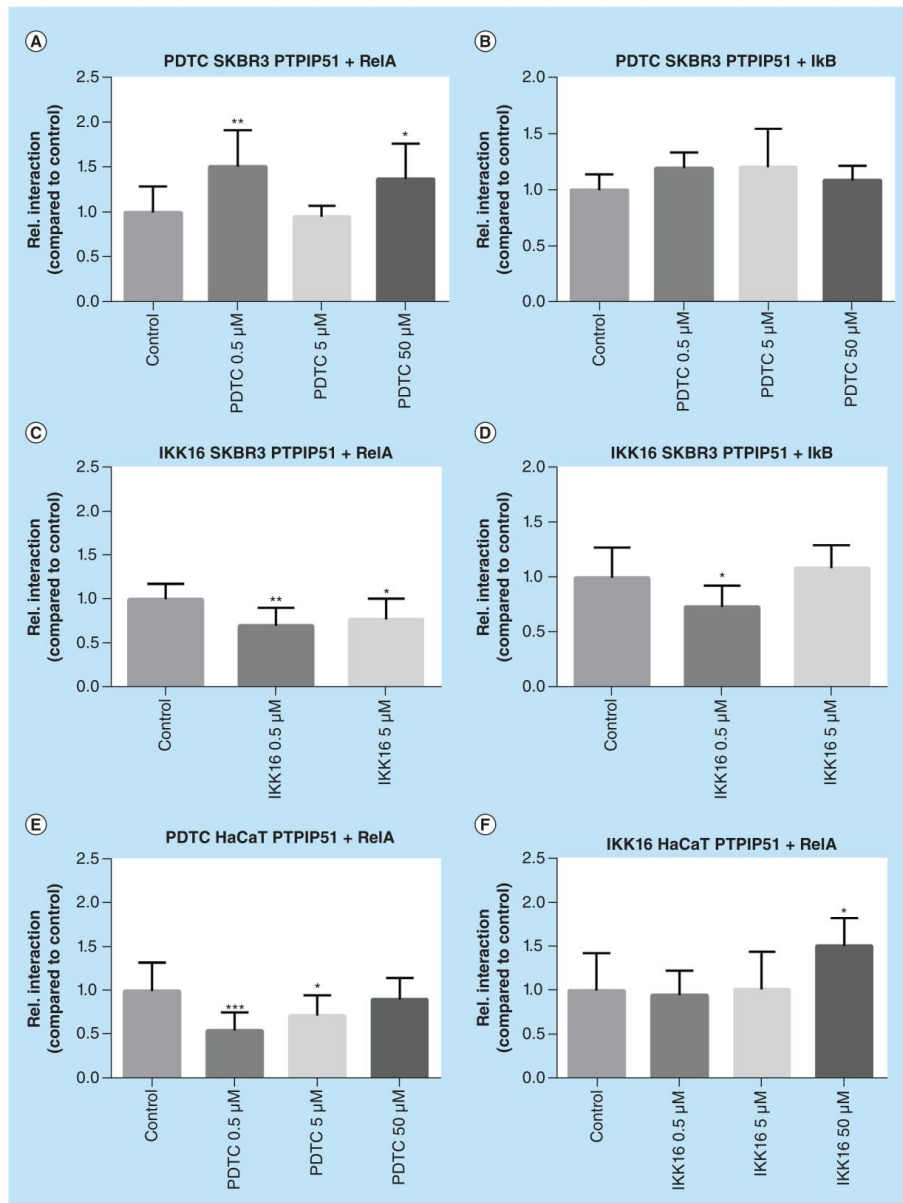 A
PDTC SKBR3 PTPIP51 + RelA
Rel. interaction
(compared to control)
2.5
2.0
1.5
1.0
0.5
0.0
**
*
Control
PDTC 0.5 µM
PDTC 5 µM
PDTC 50 µM
B
PDTC SKBR3 PTPIP51 + IkB
Rel. interaction
(compared to control)
2.0
1.5
1.0
0.5
0.0
Control
PDTC 0.5 µM
PDTC 5 µM
PDTC 50 µM
C
IKK16 SKBR3 PTPIP51 + RelA
Rel. interaction
(compared to control)
2.5
2.0
1.5
1.0
0.5
0.0
**
*
Control
IKK16 0.5 µM
IKK16 5 µM
D
IKK16 SKBR3 PTPIP51 + IkB
Rel. interaction
(compared to control)
2.0
1.5
1.0
0.5
0.0
*
Control
IKK16 0.5 µM
IKK16 5 µM
E
PDTC HaCaT PTPIP51 + RelA
Rel. interaction
(compared to control)
2.5
2.0
1.5
1.0
0.5
0.0
***
*
Control
PDTC 0.5 µM
PDTC 5 µM
PDTC 50 µM
F
IKK16 HaCaT PTPIP51 + RelA
Rel. interaction
(compared to control)
2.5
2.0
1.5
1.0
0.5
0.0
*
Control
IKK16 0.5 µM
IKK16 5 µM
IKK16 50 µM